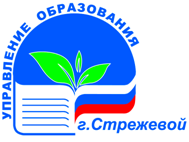 УПРАВЛЕНИЕ ОБРАЗОВАНИЯ
г.Стрежевой